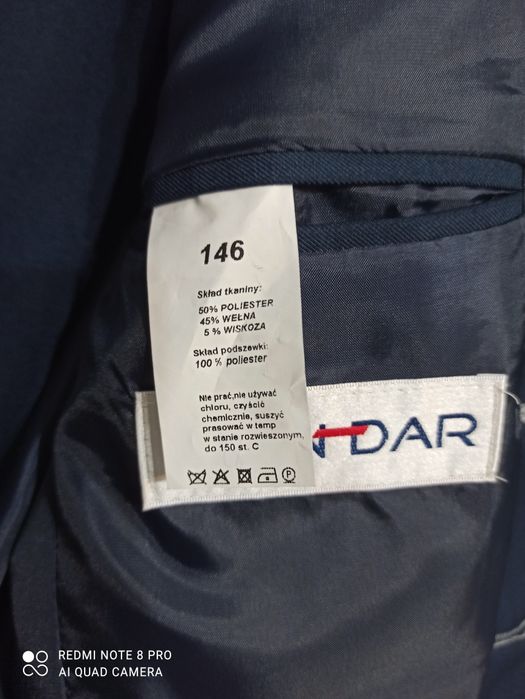 146
Skład tkaniny:
50% POLIESTER
45% WEŁNA
5 % WISKOZA
Skład podszewki:
100 % poliester
Nie prać,nie używać
chloru, czyścić
chemicznie, suszyć
prasować w temp
w stanie rozwieszonym,
do 150 st. C
P
DAR
REDMI NOTE 8 PRO
AI QUAD CAMERA